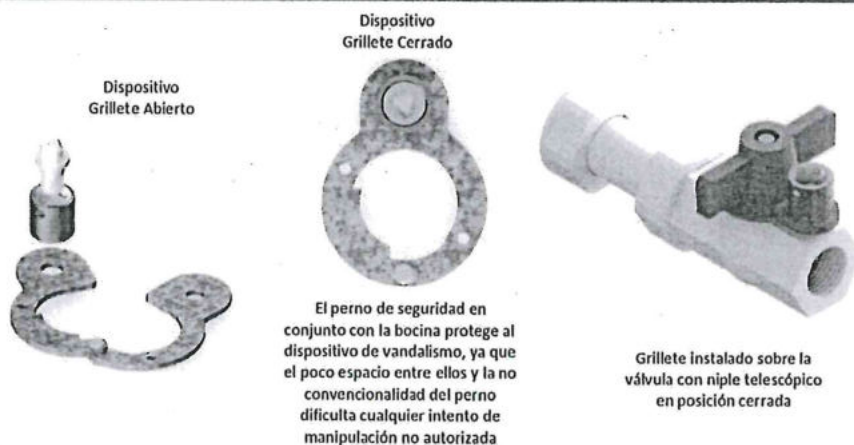 Dispositivo
Grillete Abierto
Dispositivo
Grillete Cerrado
El perno de seguridad en
conjunto con la bocina protege al
dispositivo de vandalismo, ya que
el poco espacio entre ellos y la no
convencionalidad del perno
dificulta cualquier intento de
manipulación no autorizada
Grillete instalado sobre la
válvula con niple telescópico
en posición cerrada